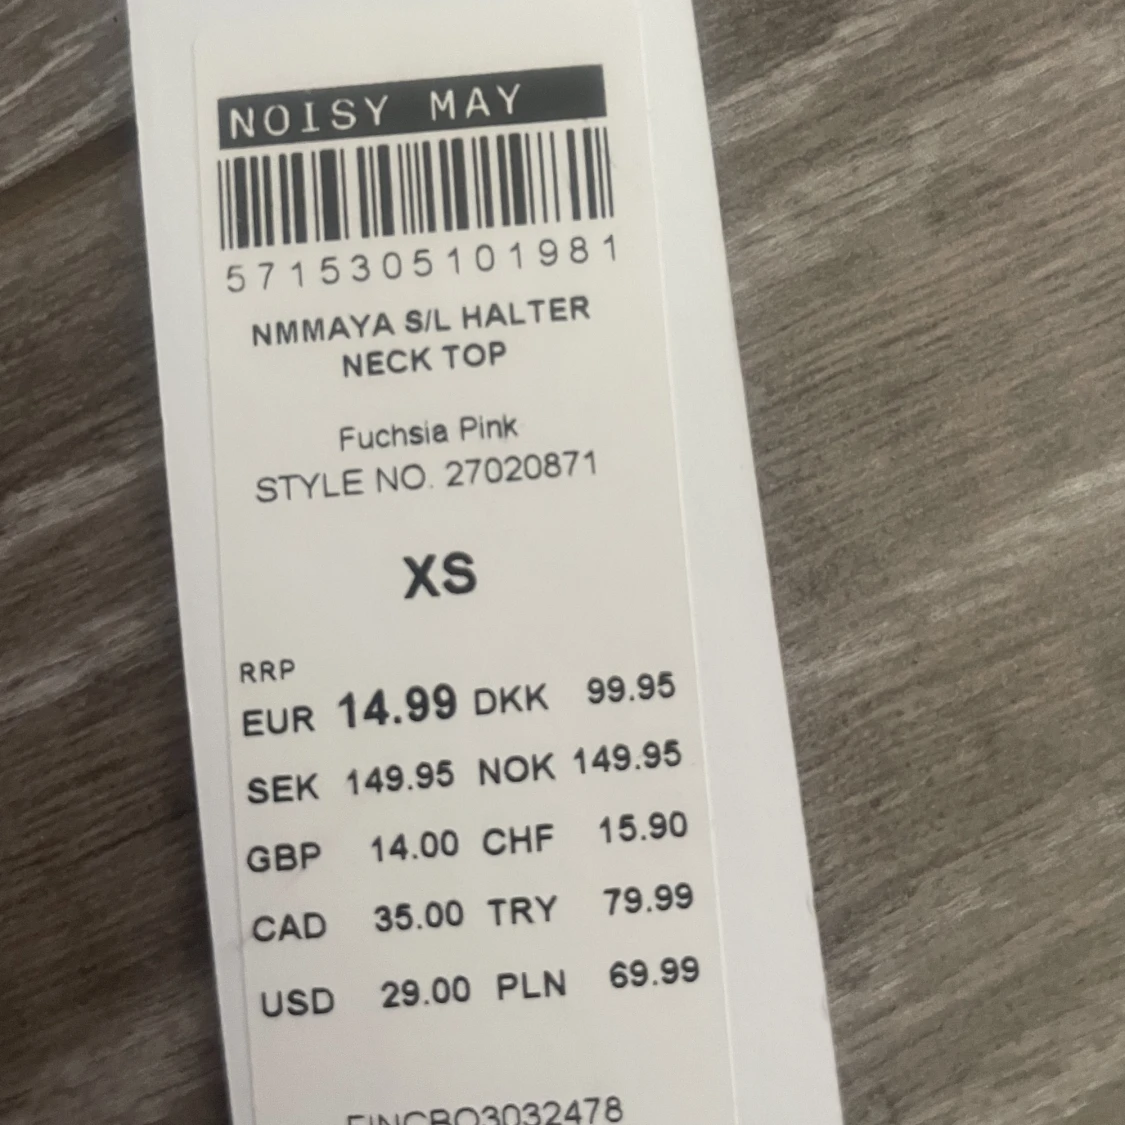 NOISY MAY
5715305101981
NMMAYA S/L HALTER
NECK TOP
Fuchsia Pink
STYLE NO. 27020871
XS
RRP
EUR 14.99 DKK 99.95
SEK 149.95 NOK 149.95
GBP 14.00 CHF 15.90
CAD 35.00 TRY 79.99
USD 29.00 PLN 69.99